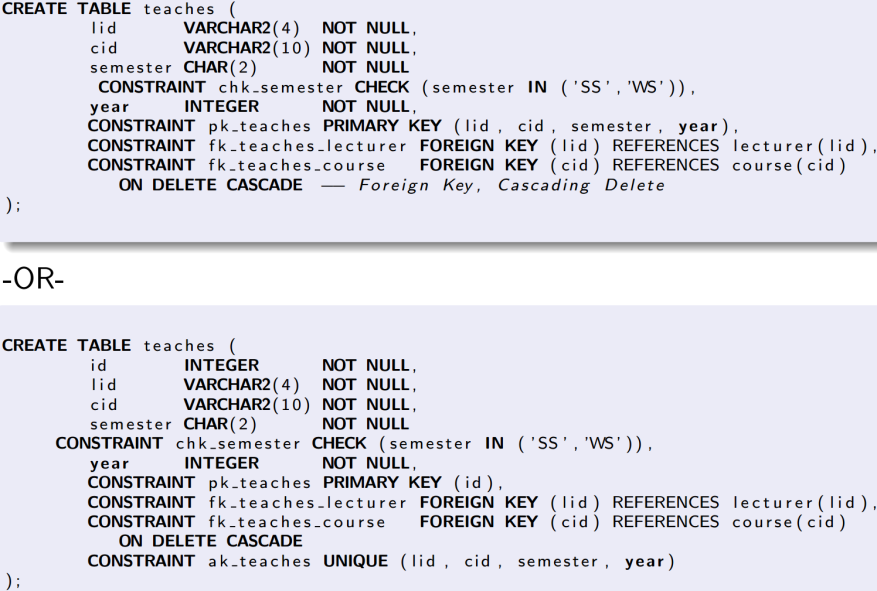 CREATE TABLE teaches (
lid VARCHAR2(4) NOT NULL,
cid VARCHAR2(10) NOT NULL,
semester CHAR(2) NOT NULL
CONSTRAINT chk_semester CHECK (semester IN ('SS','WS')),
year INTEGER NOT NULL,
CONSTRAINT pk_teaches PRIMARY KEY (lid, cid, semester, year),
CONSTRAINT fk_teaches_lecturer FOREIGN KEY (lid) REFERENCES lecturer(lid),
CONSTRAINT fk_teaches_course FOREIGN KEY (cid) REFERENCES course(cid)
ON DELETE CASCADE — Foreign Key, Cascading Delete
);
-OR-
CREATE TABLE teaches (
id INTEGER NOT NULL,
lid VARCHAR2(4) NOT NULL,
cid VARCHAR2(10) NOT NULL,
semester CHAR(2) NOT NULL
CONSTRAINT chk_semester CHECK (semester IN ('SS','WS')),
year INTEGER NOT NULL,
CONSTRAINT pk_teaches PRIMARY KEY (id),
CONSTRAINT fk_teaches_lecturer FOREIGN KEY (lid) REFERENCES lecturer(lid),
CONSTRAINT fk_teaches_course FOREIGN KEY (cid) REFERENCES course(cid)
ON DELETE CASCADE
CONSTRAINT ak_teaches UNIQUE (lid, cid, semester, year)
);